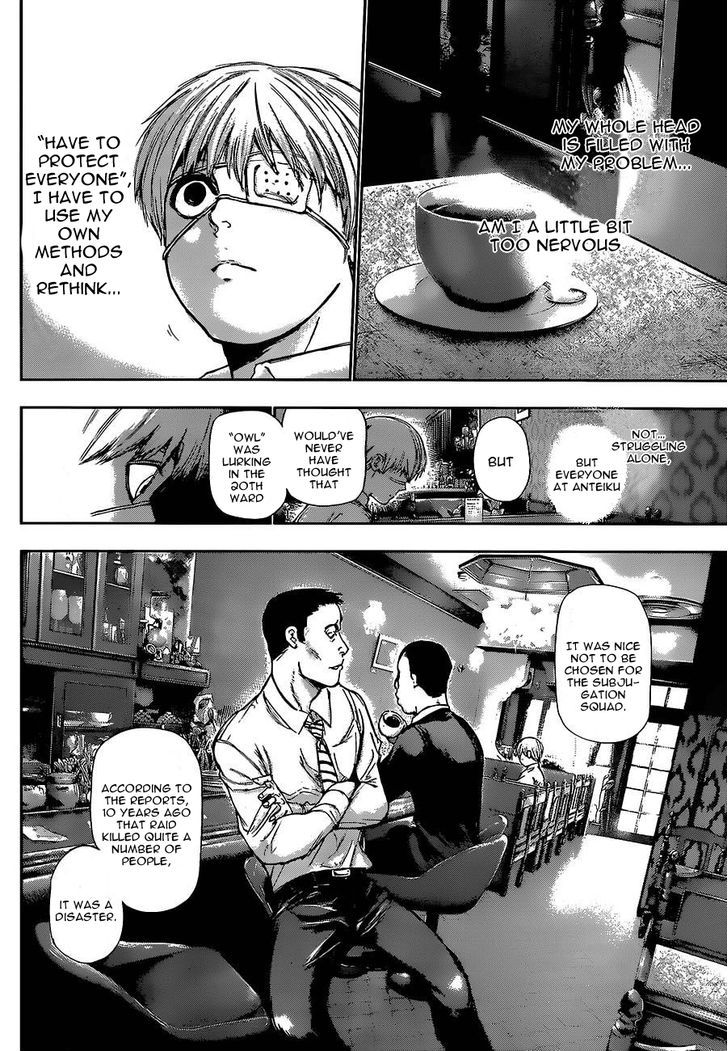 MY WHOLE HEAD
IS FILLED WITH
MY PROBLEM...
AM I A LITTLE BIT
TOO NERVOUS
"HAVE TO
PROTECT
EVERYONE",
I HAVE TO
USE MY
OWN
METHODS
AND
RETHINK...
NOT...
STRUGGLING
ALONE,
BUT
EVERYONE
AT ANTEIKU
BUT
WOULD'VE
NEVER
HAVE
THOUGHT
THAT
"OWL"
WAS
LURKING
IN THE
20TH
WARD
IT WAS NICE
NOT TO BE
CHOSEN FOR
THE SUBJU-
GATION
SQUAD.
ACCORDING
TO THE
REPORTS,
10 YEARS AGO
THAT RAID
KILLED QUITE A
NUMBER OF
PEOPLE,
IT WAS A
DISASTER.